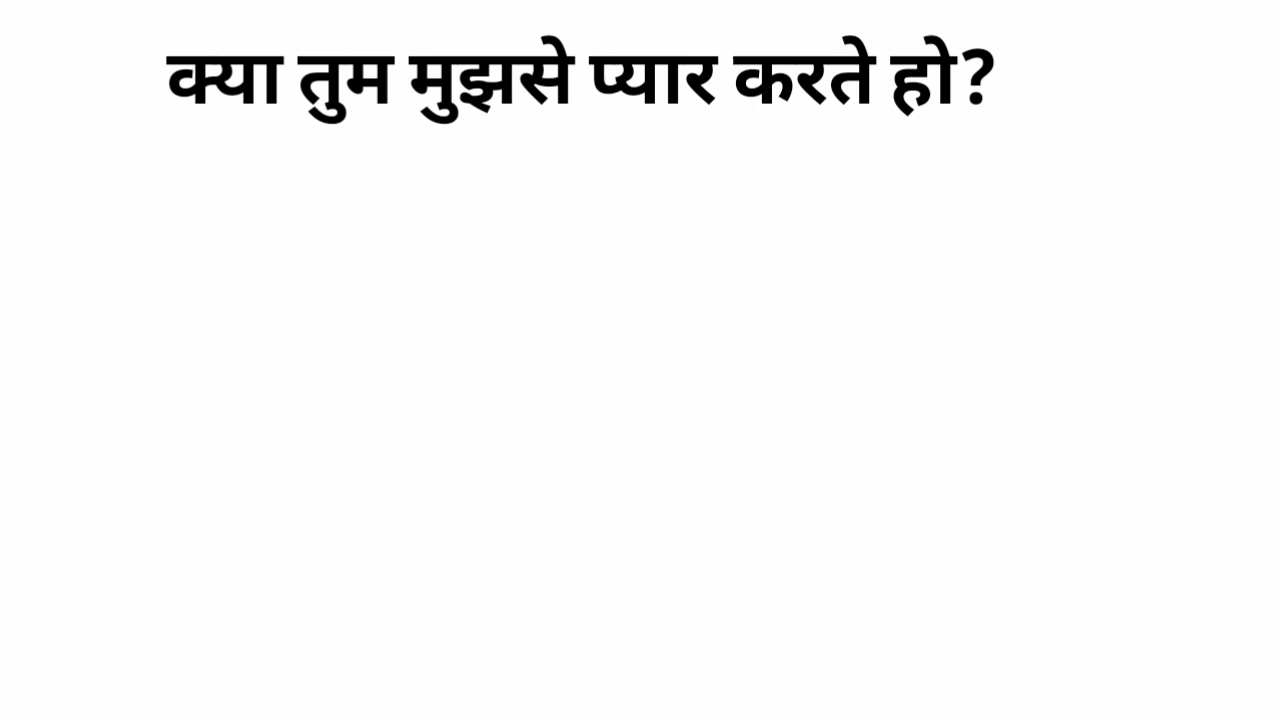 क्या तुम मुझसे प्यार करते हो?